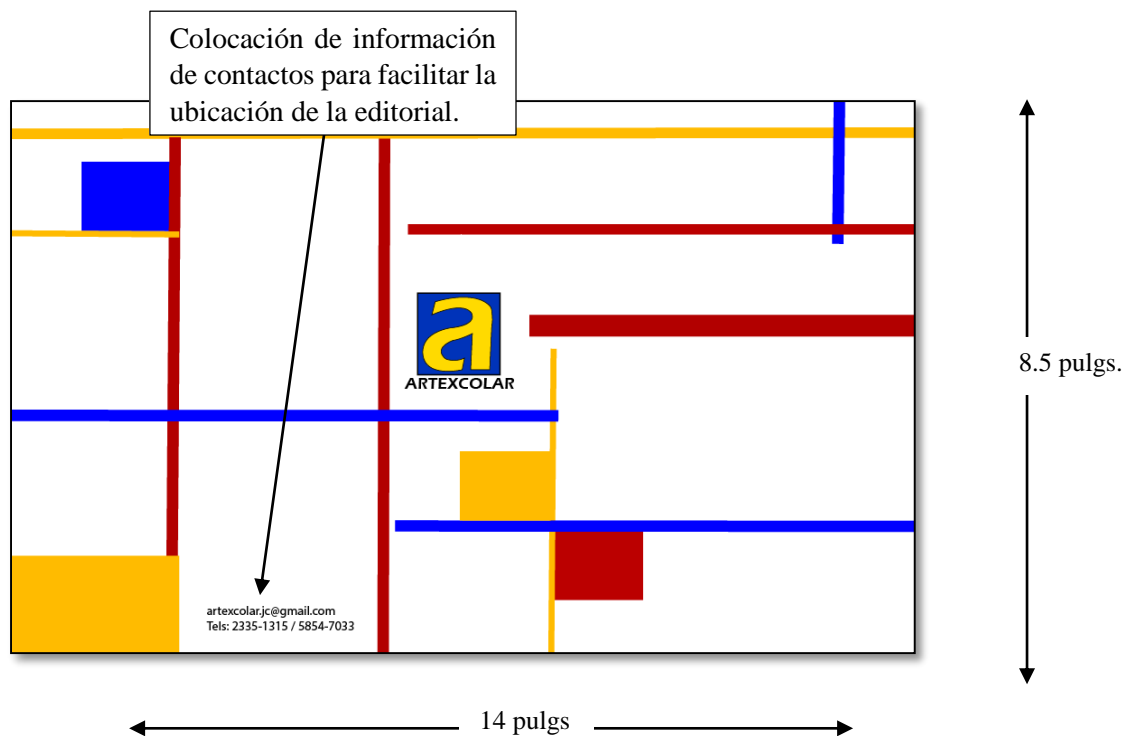 Colocación de información
de contactos para facilitar la
ubicación de la editorial.
a
ARTEXCOLAR
8.5 pulgs.
artexcolar.jc@gmail.com
Tels: 2335-1315 / 5854-7033
14 pulgs